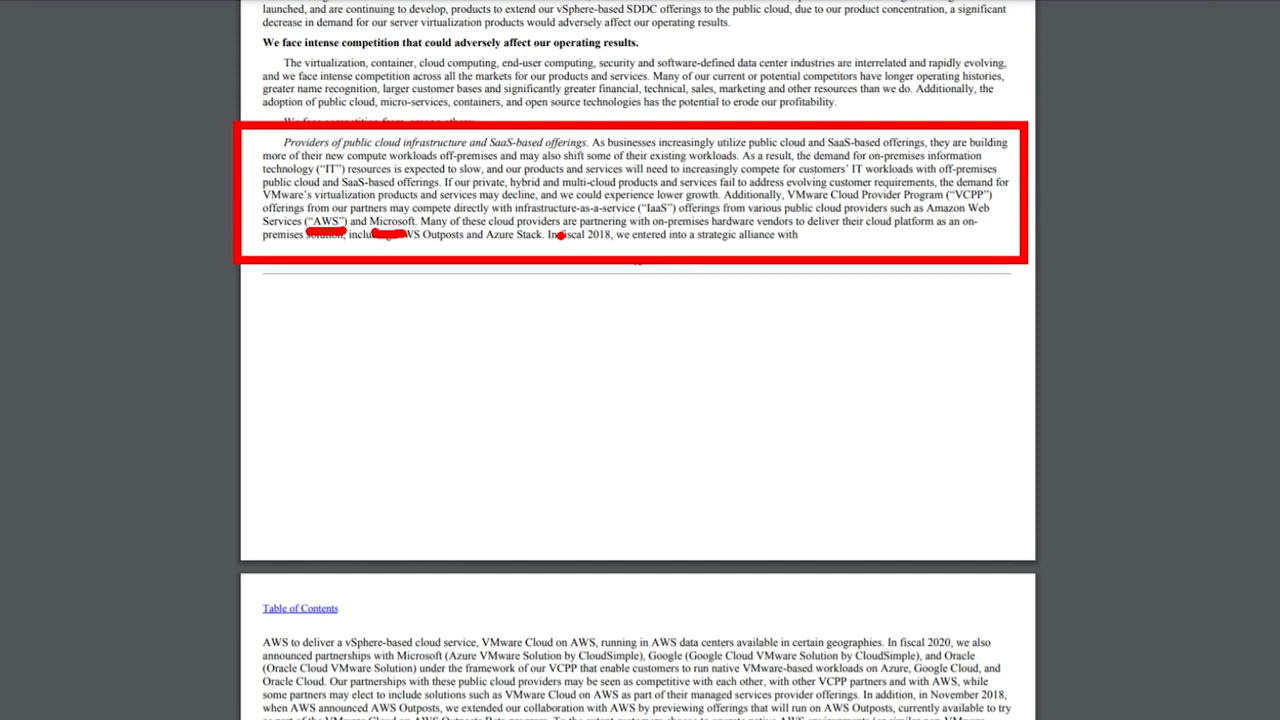 launched, and are continuing to develop, products to extend our vSphere-based SDDC offerings to the public cloud, due to our product concentration, a significant
decrease in demand for our server virtualization products would adversely affect our operating results.
We face intense competition that could adversely affect our operating results.
The virtualization, container, cloud computing, end-user computing, security and software-defined data center industries are interrelated and rapidly evolving,
and we face intense competition across all the markets for our products and services. Many of our current or potential competitors have longer operating histories,
greater name recognition, larger customer bases and significantly greater financial, technical, sales, marketing and other resources than we do. Additionally, the
adoption of public cloud, micro-services, containers, and open source technologies has the potential to erode our profitability.
We face competition from, among others:
Providers of public cloud infrastructure and SaaS-based offerings. As businesses increasingly utilize public cloud and SaaS-based offerings, they are building
more of their new compute workloads off-premises and may also shift some of their existing workloads. As a result, the demand for on-premises information
technology (“IT”) resources is expected to slow, and our products and services will need to increasingly compete for customers’ IT workloads with off-premises
public cloud and SaaS-based offerings. If our private, hybrid and multi-cloud products and services fail to address evolving customer requirements, the demand for
VMware’s virtualization products and services may decline, and we could experience lower growth. Additionally, VMware Cloud Provider Program (“VCPP”)
offerings from our partners may compete directly with infrastructure-as-a-service (“IaaS”) offerings from various public cloud providers such as Amazon Web
Services (“AWS”) and Microsoft. Many of these cloud providers are partnering with on-premises hardware vendors to deliver their cloud platform as an on-
premises solution, inclu WS Outposts and Azure Stack. In fiscal 2018, we entered into a strategic alliance with
Table of Contents
AWS to deliver a vSphere-based cloud service, VMware Cloud on AWS, running in AWS data centers available in certain geographies. In fiscal 2020, we also
announced partnerships with Microsoft (Azure VMware Solution by CloudSimple), Google (Google Cloud VMware Solution by CloudSimple), and Oracle
(Oracle Cloud VMware Solution) under the framework of our VCPP that enable customers to run native VMware-based workloads on Azure, Google Cloud, and
Oracle Cloud. Our partnerships with these public cloud providers may be seen as competitive with each other, with other VCPP partners and with AWS, while
some partners may elect to include solutions such as VMware Cloud on AWS as part of their managed services provider offerings. In addition, in November 2018,
when AWS announced AWS Outposts, we extended our collaboration with AWS by previewing offerings that will run on AWS Outposts, currently available to try